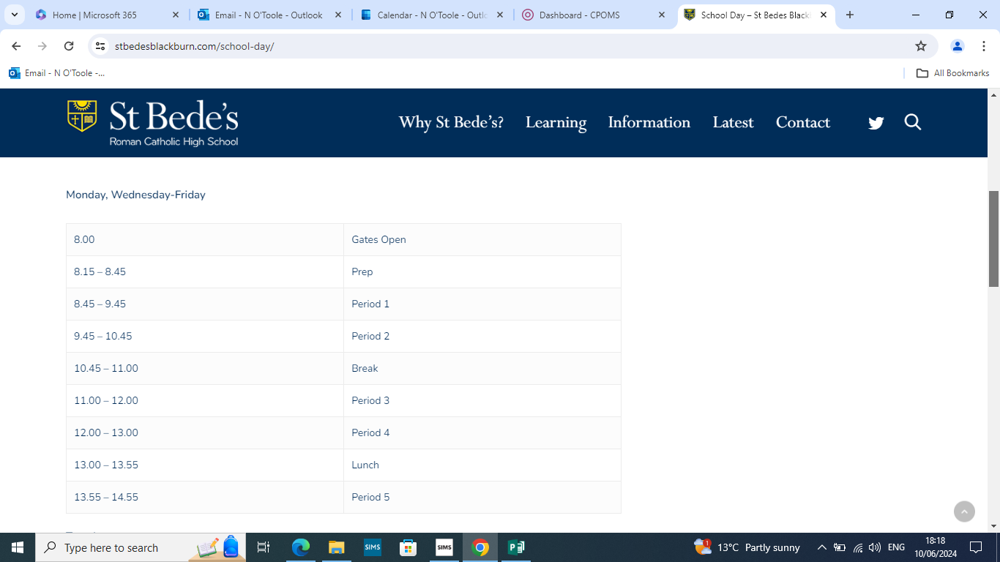 Home | Microsoft 365
Email - N O'Toole - Outlook
Calendar - N O'Toole - Outlo
Dashboard - CPOMS
School Day – St Bedes Black
stbedesblackburn.com/school-day/
Email - N O'Toole -...
All Bookmarks
St Bede's
Roman Catholic High School
Why St Bede's?
Learning
Information
Latest
Contact
Monday, Wednesday-Friday
8.00 Gates Open
8.15 – 8.45 Prep
8.45 – 9.45 Period 1
9.45 – 10.45 Period 2
10.45 – 11.00 Break
11.00 – 12.00 Period 3
12.00 – 13.00 Period 4
13.00 – 13.55 Lunch
13.55 – 14.55 Period 5
Type here to search
SIMS
SIMS
1
13°C Partly sunny
ENG
18:18
10/06/2024